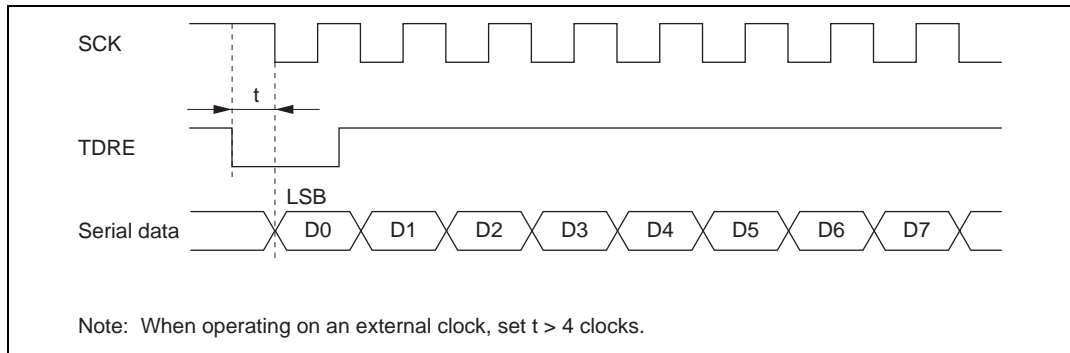 SCK
t
TDRE
LSB
Serial data D0 D1 D2 D3 D4 D5 D6 D7
Note: When operating on an external clock, set t > 4 clocks.